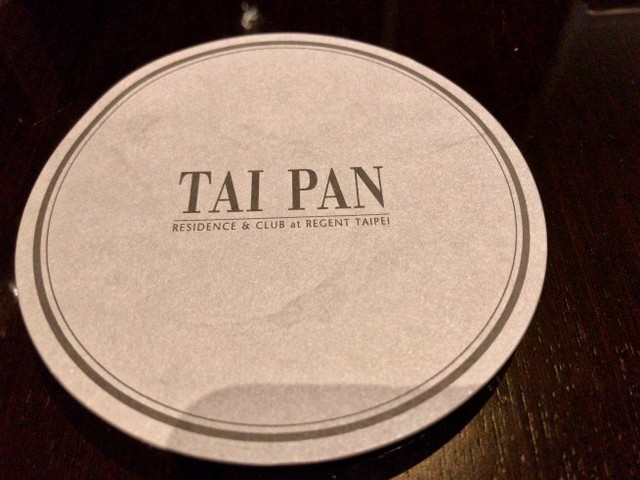 TAI PAN
RESIDENCE & CLUB at REGENT TAIPEI